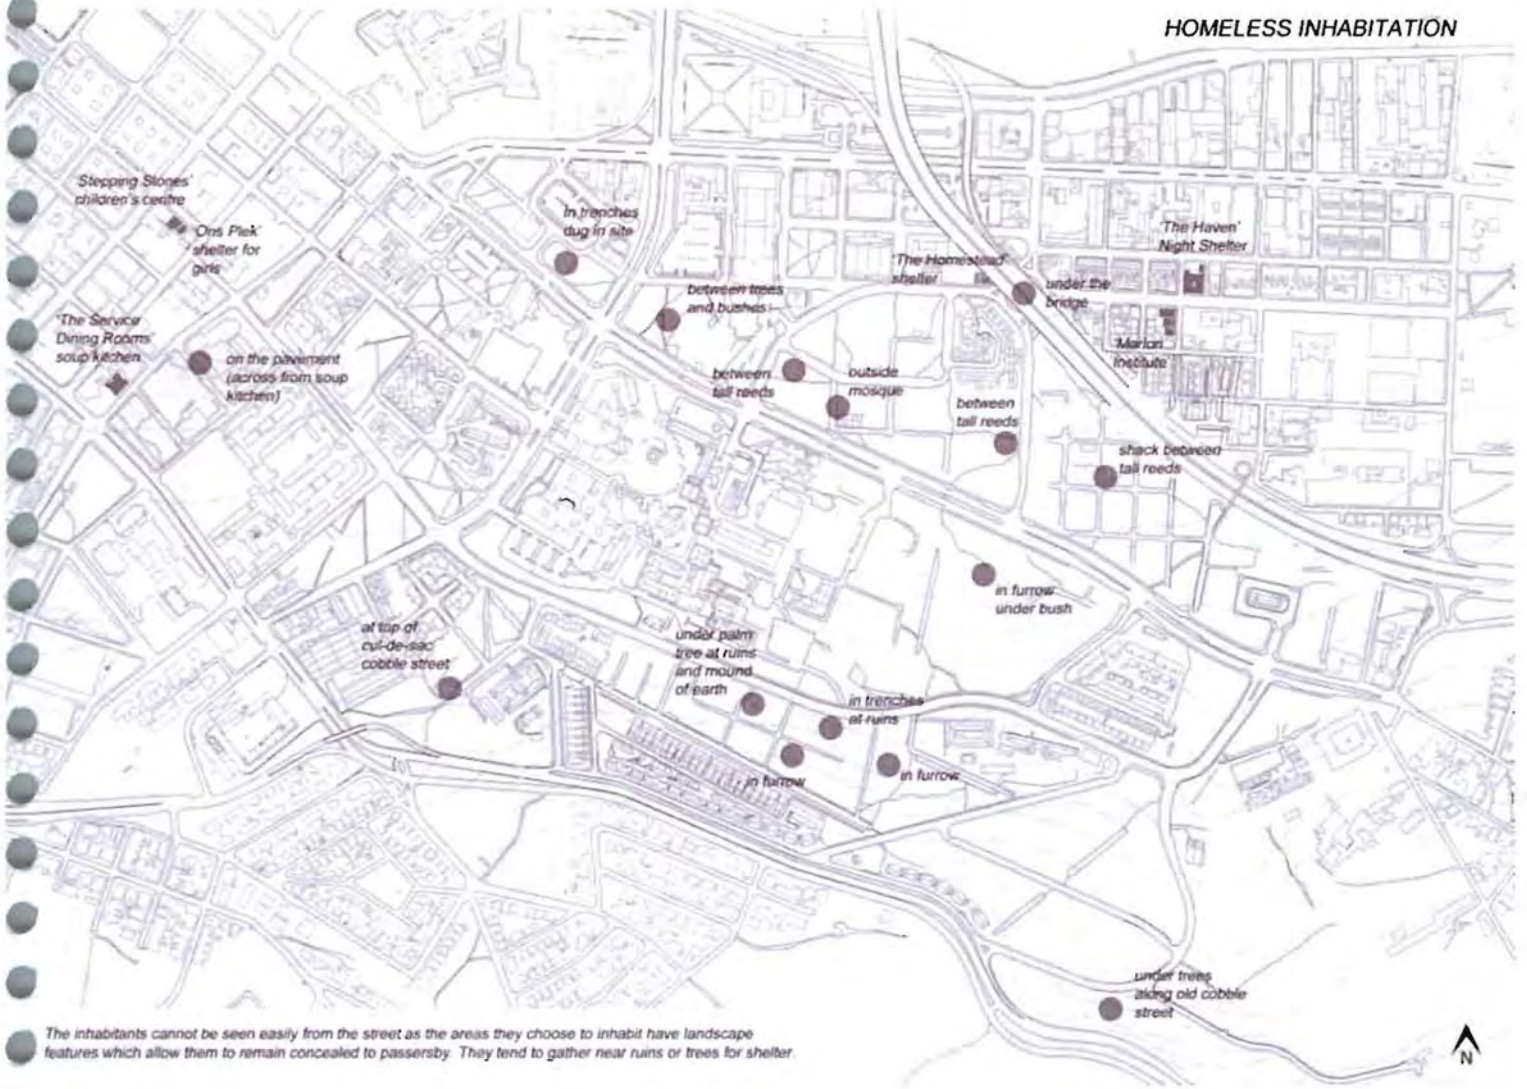 HOMELESS INHABITATION
'Stepping Stones'
children's centre
'Ons Plek'
shelter for
girls
'The Service
Dining Rooms'
soup kitchen
on the pavement
(across from soup
kitchen)
In trenches
dug in site
between trees
and bushes
between
tall reeds
outside
mosque
'The Homestead'
shelter
under the
bridge
'The Haven'
Night Shelter
'Marion
Institute'
between
tall reeds
shack between
tall reeds
in furrow
under bush
at top of
cul-de-sac
cobble street
under palm
tree at ruins
and mound
of earth
in trenches
at ruins
in furrow
in furrow
under trees
along old cobble
street
The inhabitants cannot be seen easily from the street as the areas they choose to inhabit have landscape
features which allow them to remain concealed to passersby. They tend to gather near ruins or trees for shelter.
N